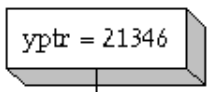 yptr = 21346